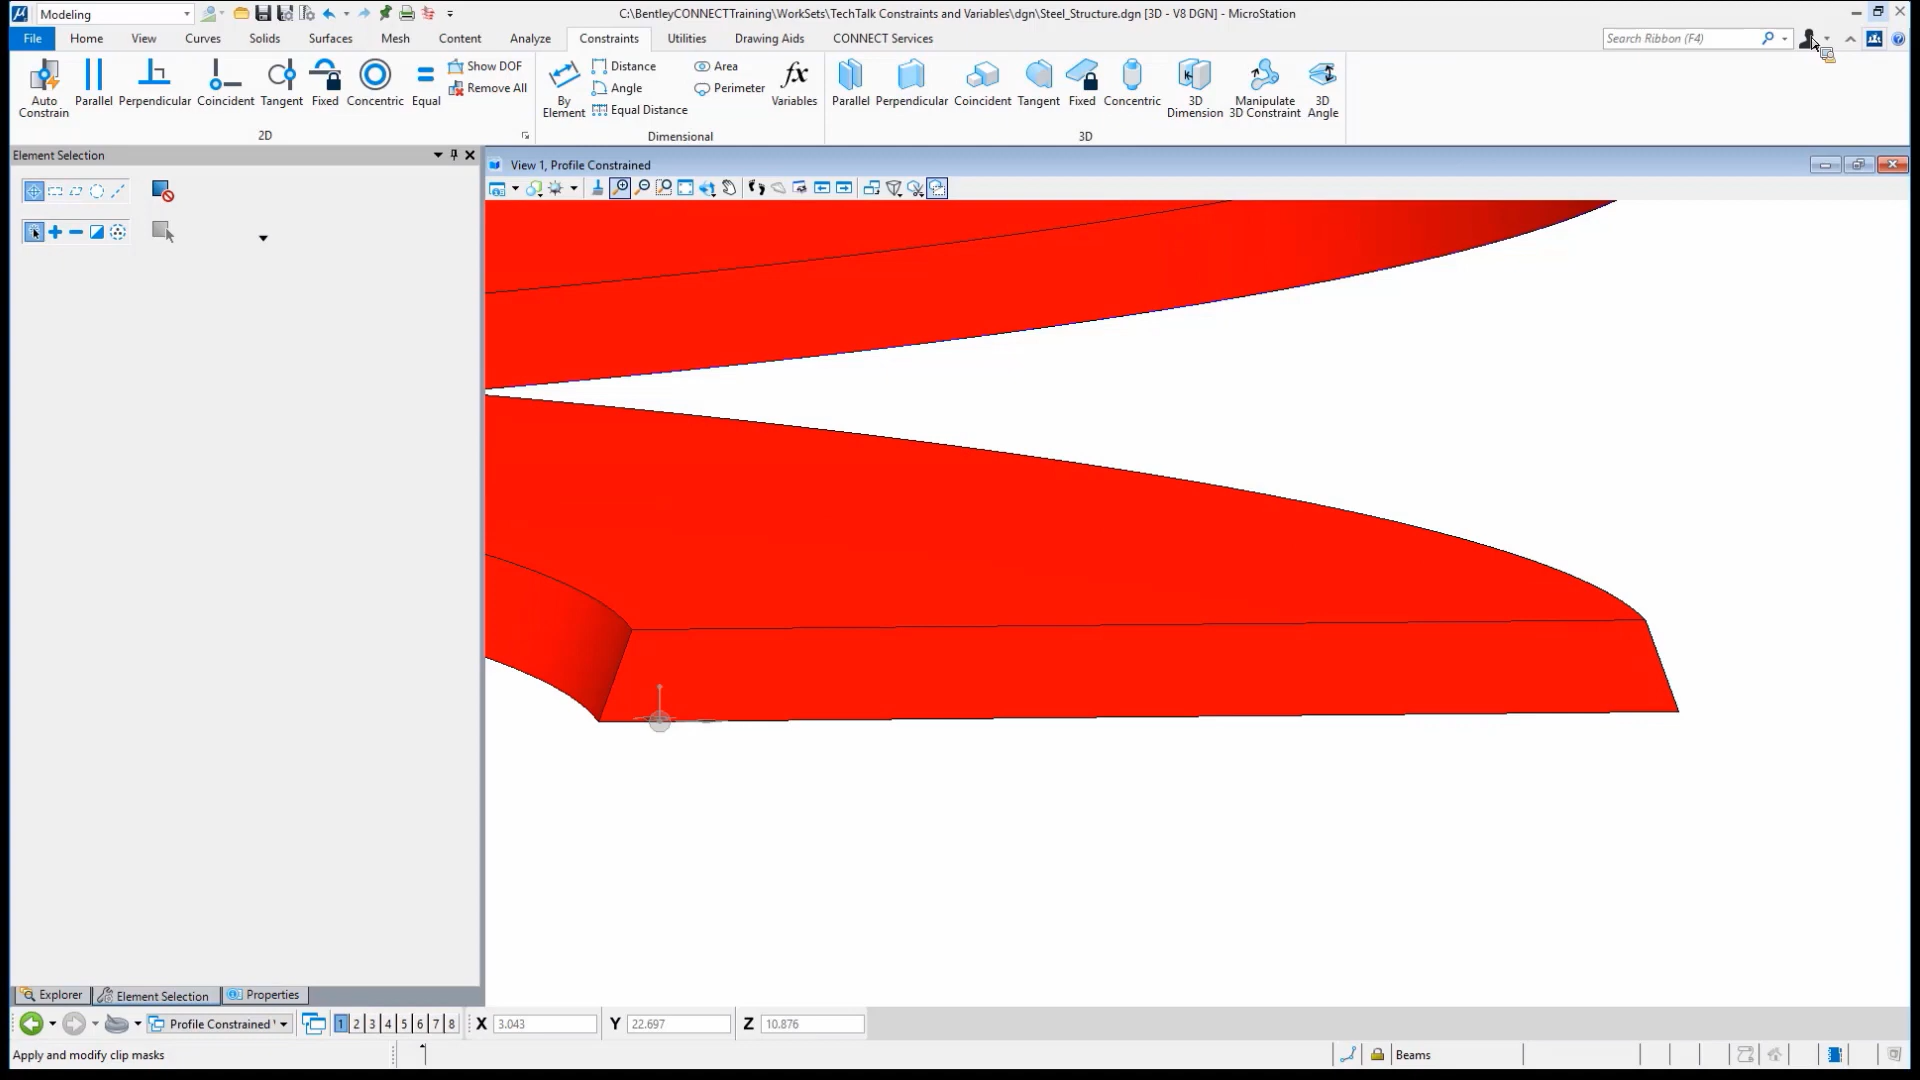 Modeling
C:\BentleyCONNECTTraining\WorkSets\TechTalk Constraints and Variables\dgn\Steel_Structure.dgn [3D - V8 DGN] - MicroStation
File Home View Curves Solids Surfaces Mesh Content Analyze Constraints Utilities Drawing Aids CONNECT Services
Search Ribbon (F4)
Auto Constrain
Parallel
Perpendicular
Coincident
Tangent
Fixed
Concentric
Equal
Show DOF
Remove All
2D
By Element
Distance
Angle
Equal Distance
Area
Perimeter
fx
Variables
Dimensional
Parallel
Perpendicular
Coincident
Tangent
Fixed
Concentric
3D Dimension
Manipulate 3D Constraint
3D Angle
3D
Element Selection
View 1, Profile Constrained
Explorer
Element Selection
Properties
Profile Constrained
1 2 3 4 5 6 7 8
X 3.043
Y 22.697
Z 10.876
Apply and modify clip masks
Beams